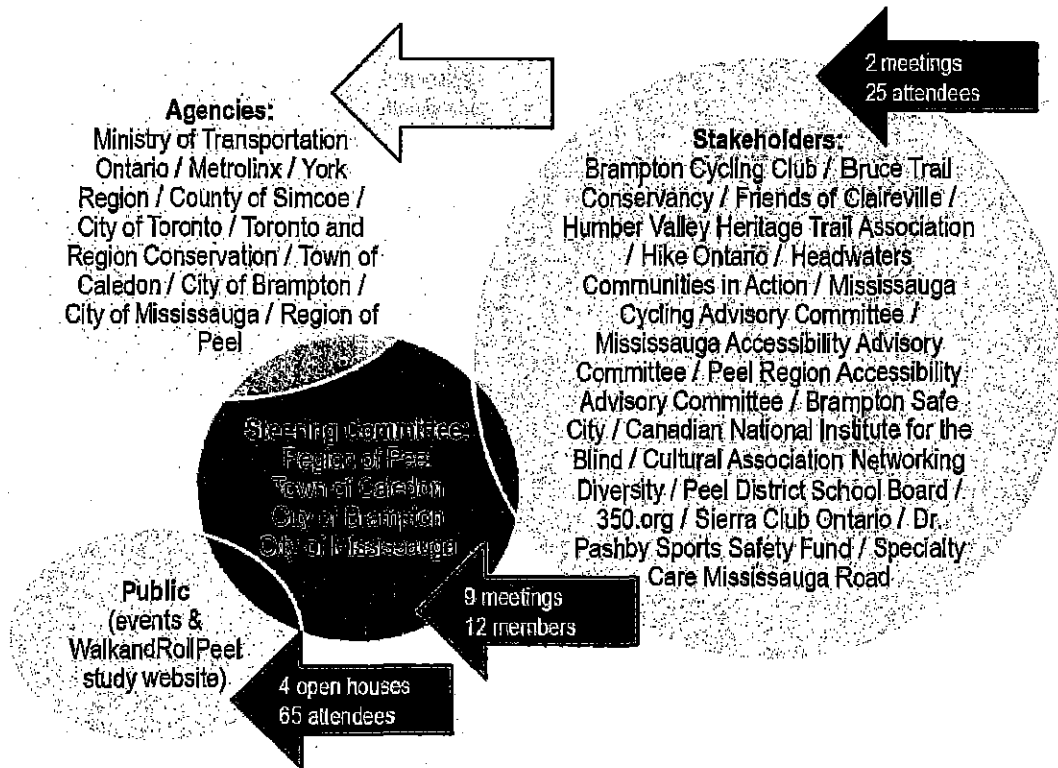 2 meetings
25 attendees
Agencies:
Ministry of Transportation
Ontario / Metrolinx / York
Region / County of Simcoe /
City of Toronto / Toronto and
Region Conservation / Town of
Caledon / City of Brampton /
City of Mississauga / Region of
Peel
Stakeholders:
Brampton Cycling Club / Bruce Trail
Conservancy / Friends of Claireville /
Humber Valley Heritage Trail Association
/ Hike Ontario / Headwaters
Communities in Action / Mississauga
Cycling Advisory Committee /
Mississauga Accessibility Advisory
Committee / Peel Region Accessibility
Advisory Committee / Brampton Safe
City / Canadian National Institute for the
Blind / Cultural Association Networking
Diversity / Peel District School Board /
350.org / Sierra Club Ontario / Dr.
Pashby Sports Safety Fund / Specialty
Care Mississauga Road
Steering Committee:
Region of Peel
Town of Caledon
City of Brampton
City of Mississauga
9 meetings
12 members
Public
(events &
WalkandRollPeel
study website)
4 open houses
65 attendees